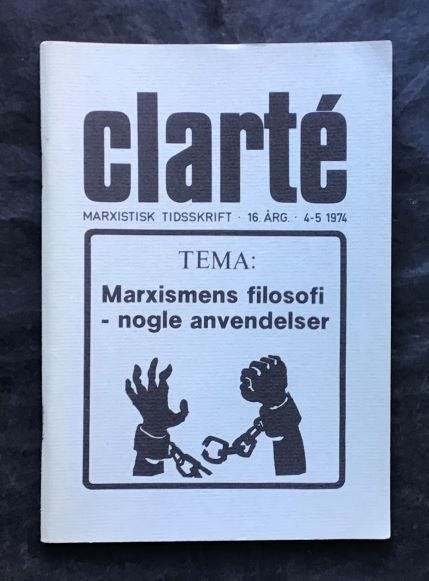 clarté
MARXISTISK TIDSSKRIFT · 16. ÅRG. · 4-5 1974
TEMA:
Marxismens filosofi
- nogle anvendelser